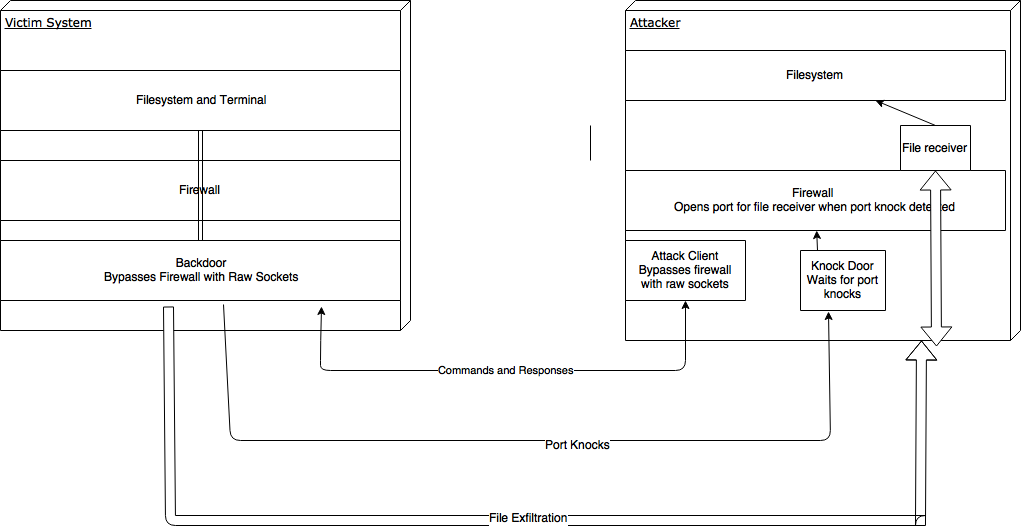 Victim System
Filesystem and Terminal
Firewall
Backdoor
Bypasses Firewall with Raw Sockets
Attacker
Filesystem
File receiver
Firewall
Opens port for file receiver when port knock detected
Attack Client
Bypasses firewall
with raw sockets
Knock Door
Waits for port
knocks
Commands and Responses
Port Knocks
File Exfiltration